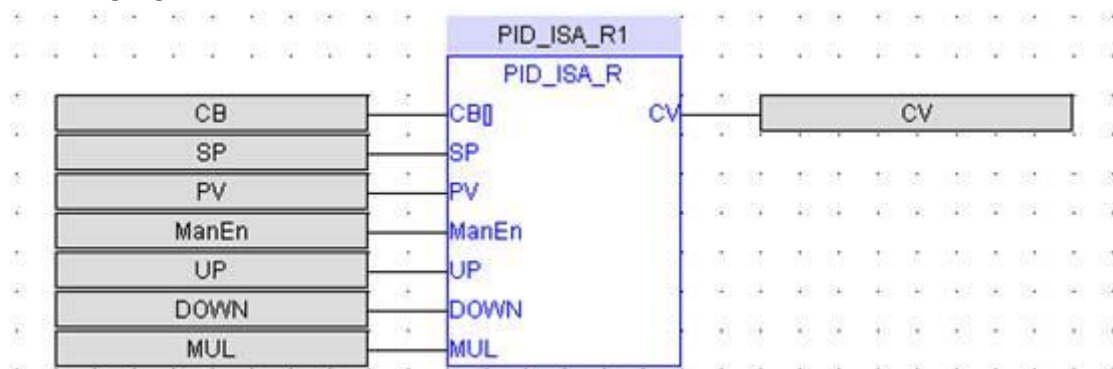 PID_ISA_R1
PID_ISA_R
CB CB[] CV CV
SP SP
PV PV
ManEn ManEn
UP UP
DOWN DOWN
MUL MUL